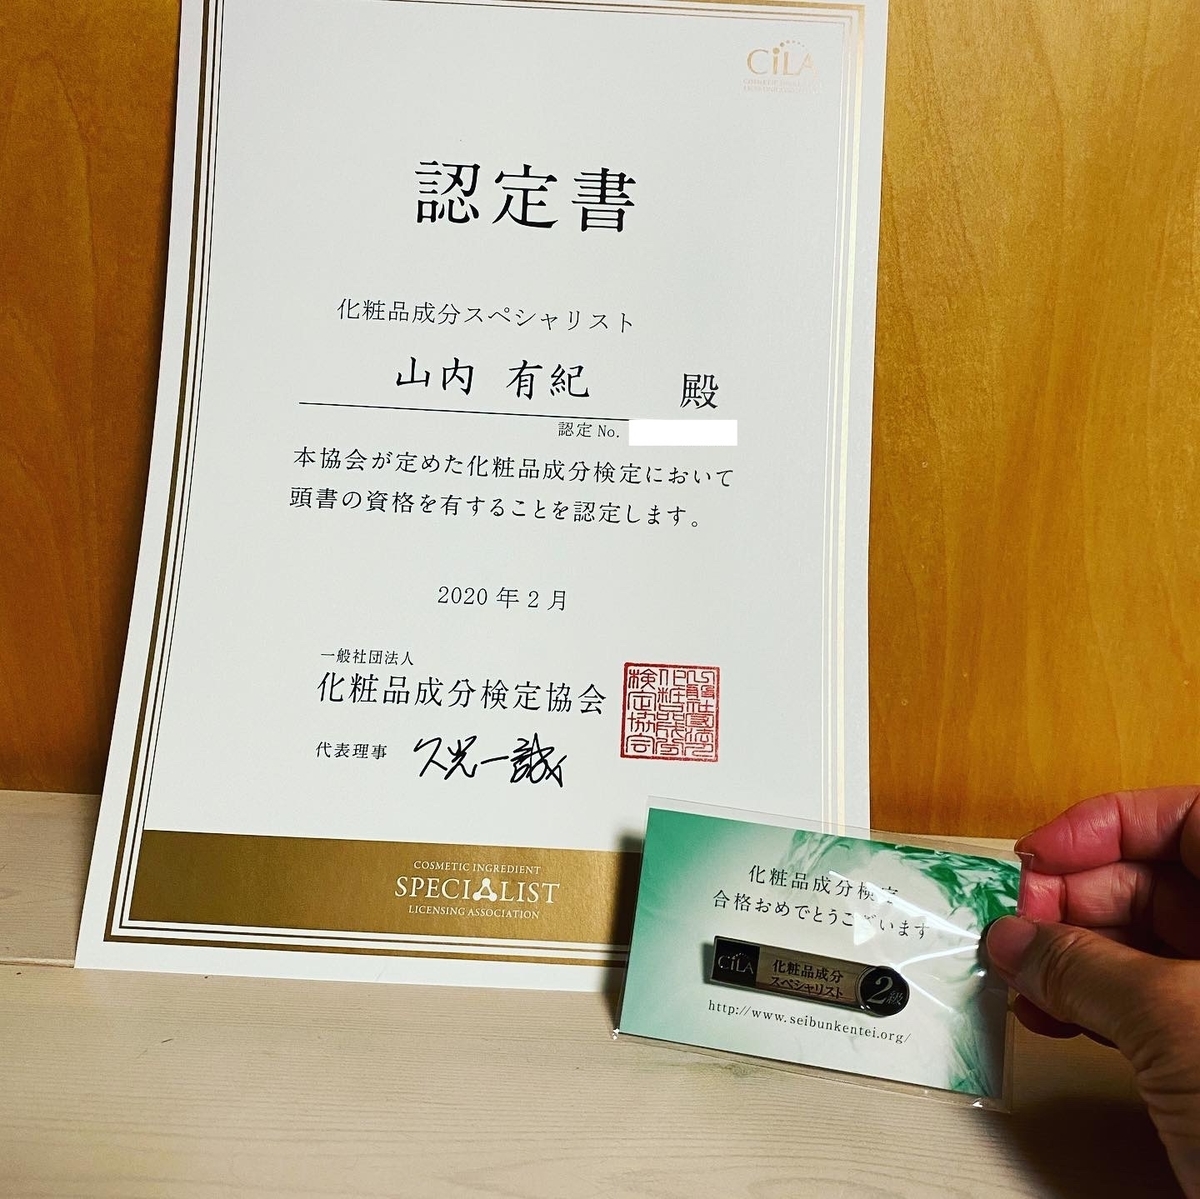 CiLA
認定書
化粧品成分スペシャリスト
山内 有紀 殿
認定 No.
本協会が定めた化粧品成分検定において
頭書の資格を有することを認定します。
2020 年 2 月
一般社団法人
化粧品成分検定協会
代表理事 久光一誠
COSMETIC INGREDIENT
SPECIALIST
LICENSING ASSOCIATION
化粧品成分検定
合格おめでとうございます
CiLA 化粧品成分
スペシャリスト 2級
http://www.seibunkentei.org/